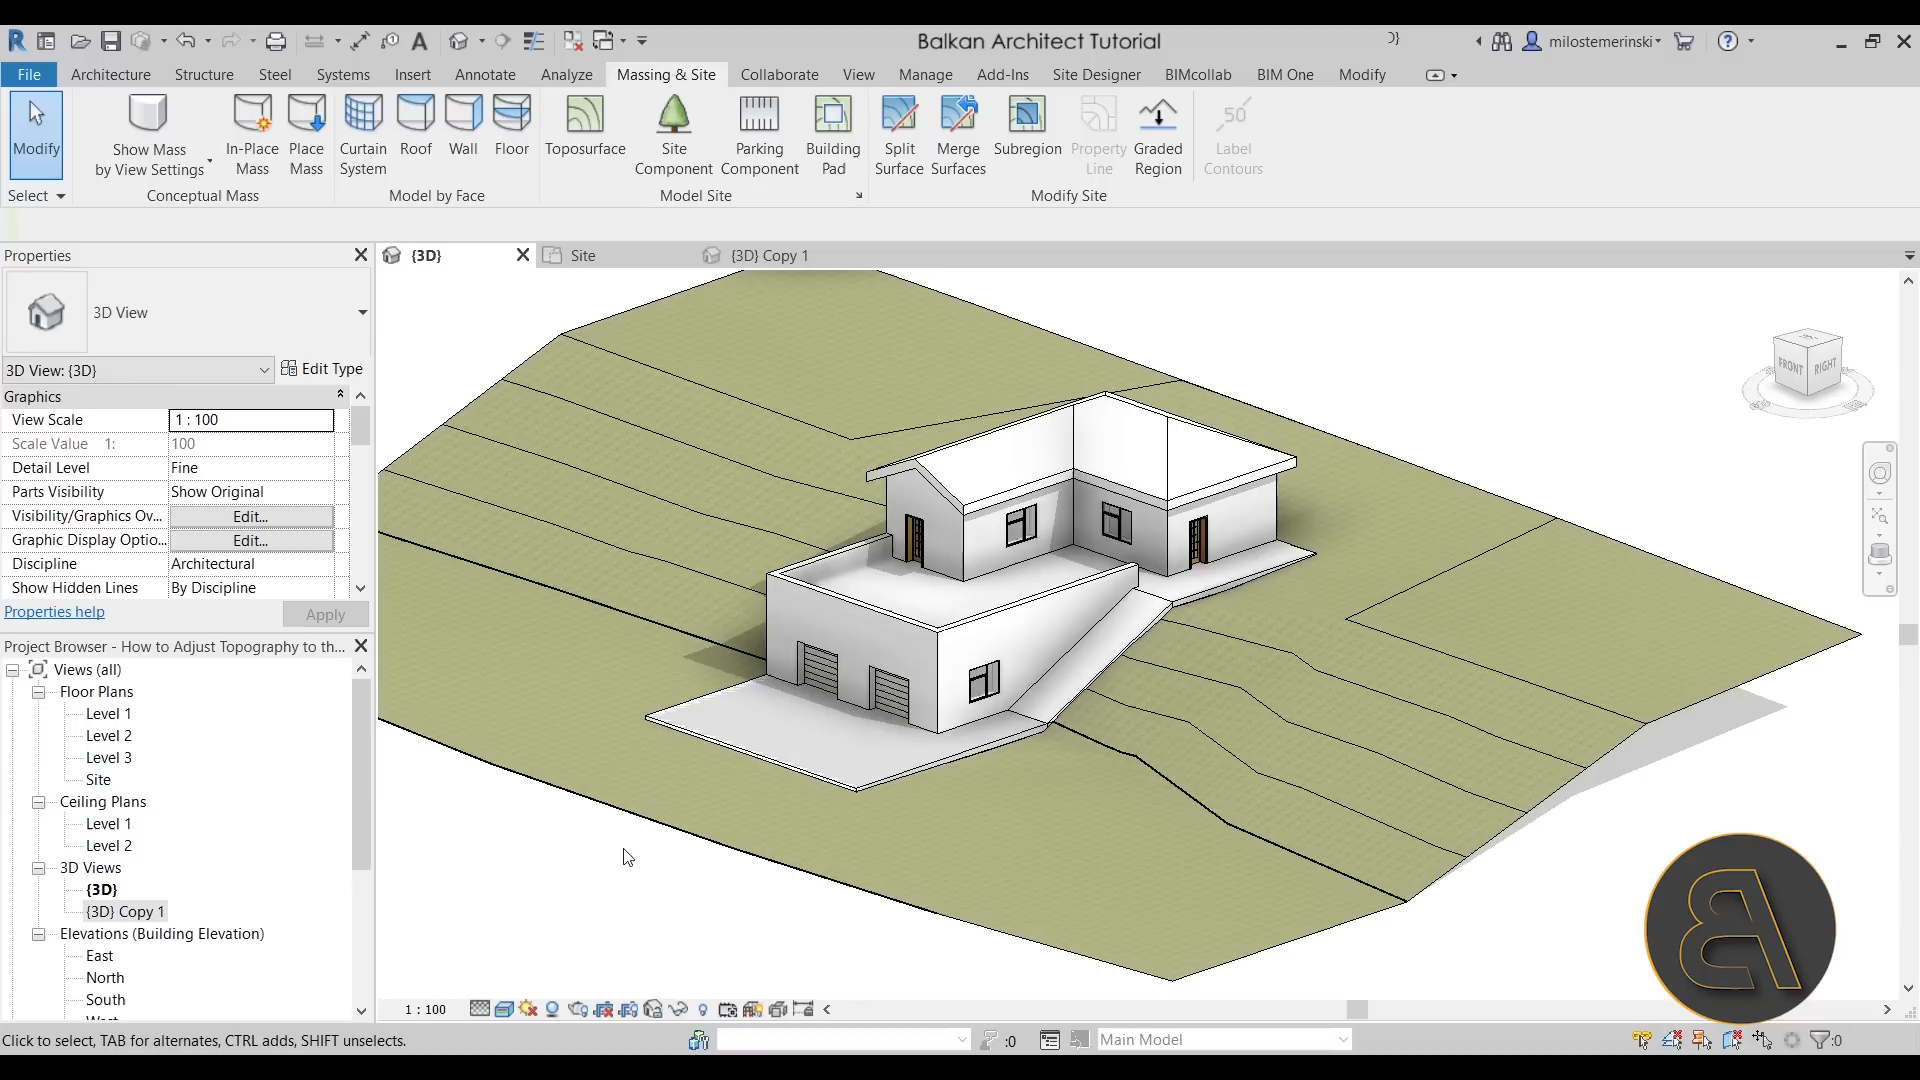 Balkan Architect Tutorial
milostemerinski
File Architecture Structure Steel Systems Insert Annotate Analyze Massing & Site Collaborate View Manage Add-Ins Site Designer BIMcollab BIM One Modify
Modify
Show Mass
by View Settings
In-Place
Mass
Place
Mass
Curtain
System
Roof
Wall
Floor
Toposurface
Site
Component
Parking
Component
Building
Pad
Split
Surface
Merge
Surfaces
Subregion
Property
Line
Graded
Region
50
Label
Contours
Select
Conceptual Mass
Model by Face
Model Site
Modify Site
Properties
{3D}
Site
{3D} Copy 1
3D View
3D View: {3D}
Edit Type
Graphics
View Scale 1 : 100
Scale Value 1: 100
Detail Level Fine
Parts Visibility Show Original
Visibility/Graphics Ov... Edit...
Graphic Display Optio... Edit...
Discipline Architectural
Show Hidden Lines By Discipline
Properties help
Apply
Project Browser - How to Adjust Topography to th...
Views (all)
Floor Plans
Level 1
Level 2
Level 3
Site
Ceiling Plans
Level 1
Level 2
3D Views
{3D}
{3D} Copy 1
Elevations (Building Elevation)
East
North
South
FRONT
RIGHT
1 : 100
Click to select, TAB for alternates, CTRL adds, SHIFT unselects.
:0
Main Model
:0